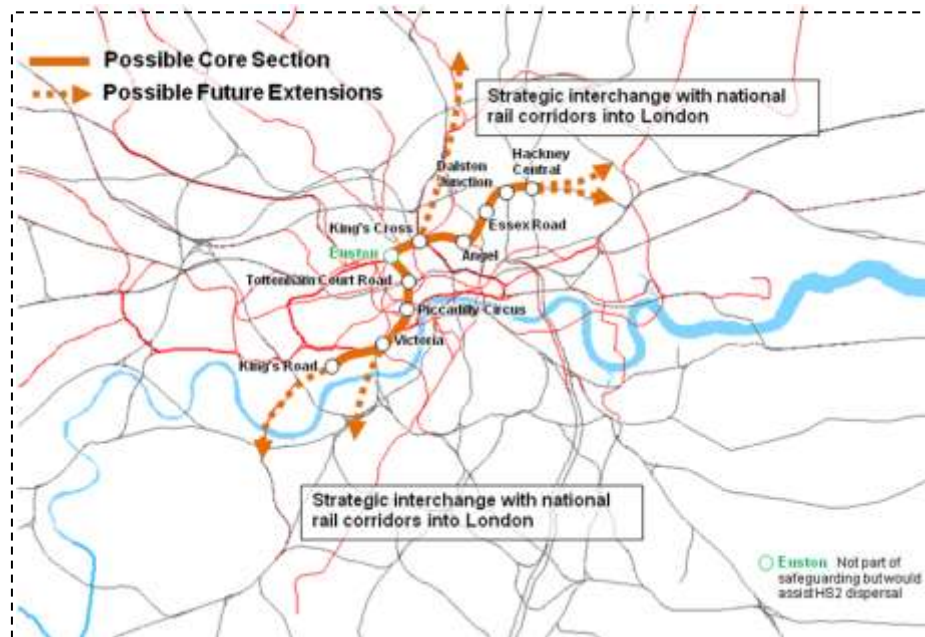 Possible Core Section
Possible Future Extensions
Strategic interchange with national
rail corridors into London
Hackney
Central
Dalston
Junction
Essex Road
King's Cross
Angel
Euston
Tottenham Court Road
Piccadilly Circus
Victoria
King's Road
Strategic interchange with national
rail corridors into London
Euston Not part of
safeguarding but would
assist HS2 dispersal